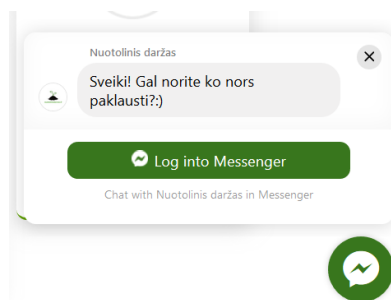 Nuotolinis daržas
Sveiki! Gal norite ko nors
paklausti?:)
Log into Messenger
Chat with Nuotolinis daržas in Messenger